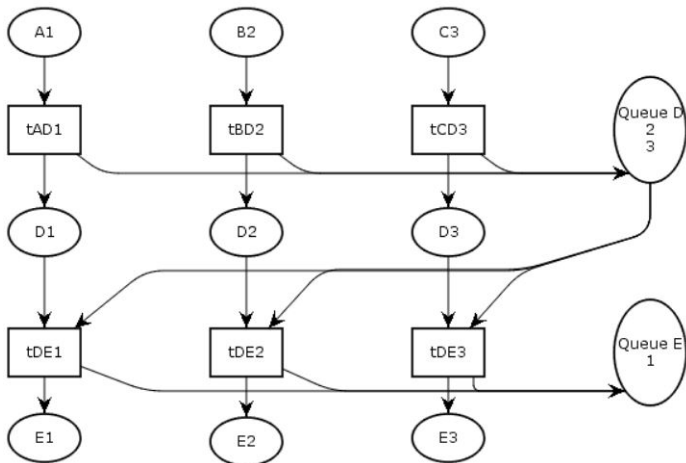 A1
B2
C3
tAD1
tBD2
tCD3
Queue D
2
3
D1
D2
D3
tDE1
tDE2
tDE3
Queue E
1
E1
E2
E3